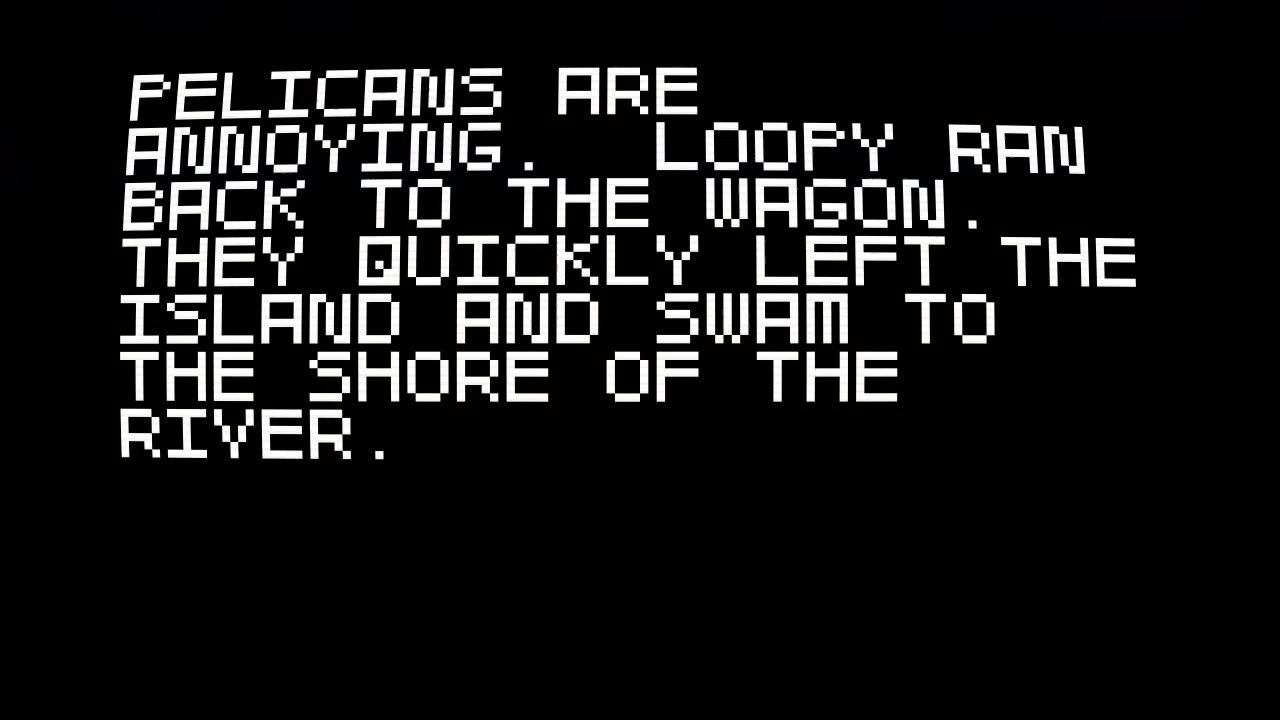 PELICANS ARE
ANNOYING.  LOOPY RAN
BACK TO THE WAGON.
THEY QUICKLY LEFT THE
ISLAND AND SWAM TO
THE SHORE OF THE
RIVER.